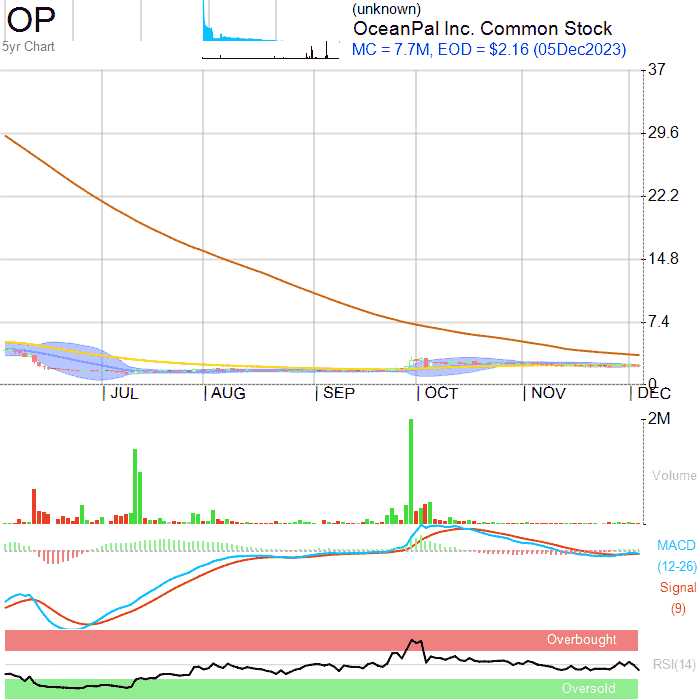 OP
5yr Chart
(unknown)
OceanPal Inc. Common Stock
MC = 7.7M, EOD = $2.16 (05Dec2023)
37
29.6
22.2
14.8
7.4
0
JUL AUG SEP OCT NOV DEC
2M
Volume
MACD
(12-26)
Signal
(9)
Overbought
RSI(14)
Oversold